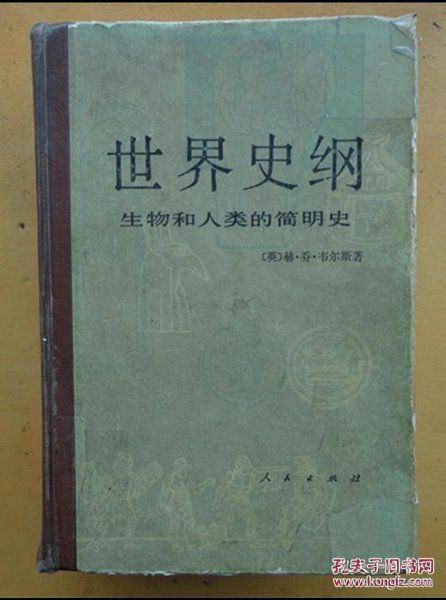 世界史纲
生物和人类的简明史
〔英〕赫·乔·韦尔斯著
人民出版社
孔夫子旧书网
www.kongfz.com